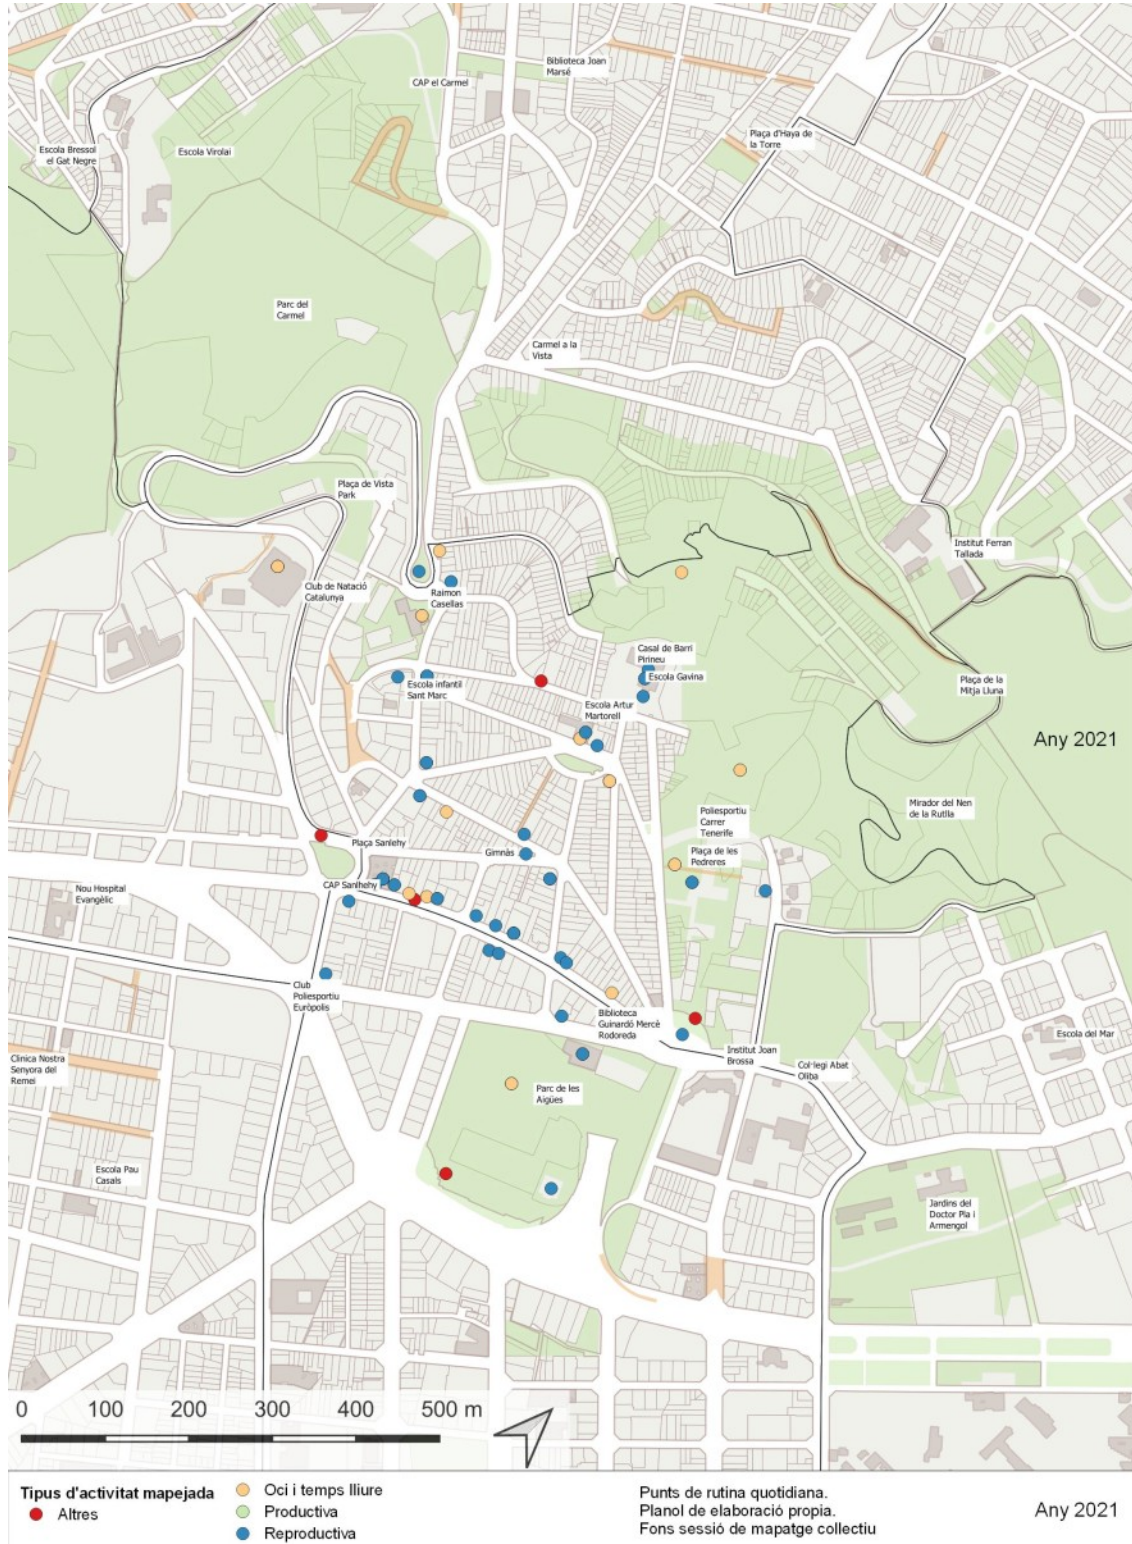 Biblioteca Joan
Marsé
CAP el Carmel
Plaça d'Haya de
la Torre
Escola Bressol
el Gat Negre
Escola Virolai
Parc del
Carmel
Carmel a la
Vista
Plaça de Vista
Park
Institut Ferran
Tallada
Club de Natació
Catalunya
Raimon
Casellas
Casal de Barri
Pirineu
Escola Gavina
Escola infantil
Sant Marc
Plaça de la
Mitja Lluna
Escola Artur
Martorell
Any 2021
Mirador del Nen
de la Rutlla
Poliesportiu
Carrer
Tenerife
Plaça Sanlehy
Gimnàs
Plaça de les
Pedreres
CAP Sanlhehy
Nou Hospital
Evangèlic
Club
Poliesportiu
Euròpolis
Biblioteca
Guinardó Mercè
Rodoreda
Escola del Mar
Institut Joan
Brossa
Clinica Nostra
Senyora del
Remei
Col·legi Abat
Oliba
Parc de les
Aigües
Escola Pau
Casals
Jardins del
Doctor Pla i
Armengol
0 100 200 300 400 500 m
Tipus d'activitat mapejada
Altres
Oci i temps lliure
Productiva
Reproductiva
Punts de rutina quotidiana.
Planol de elaboració propia.
Fons sessió de mapatge collectiu
Any 2021